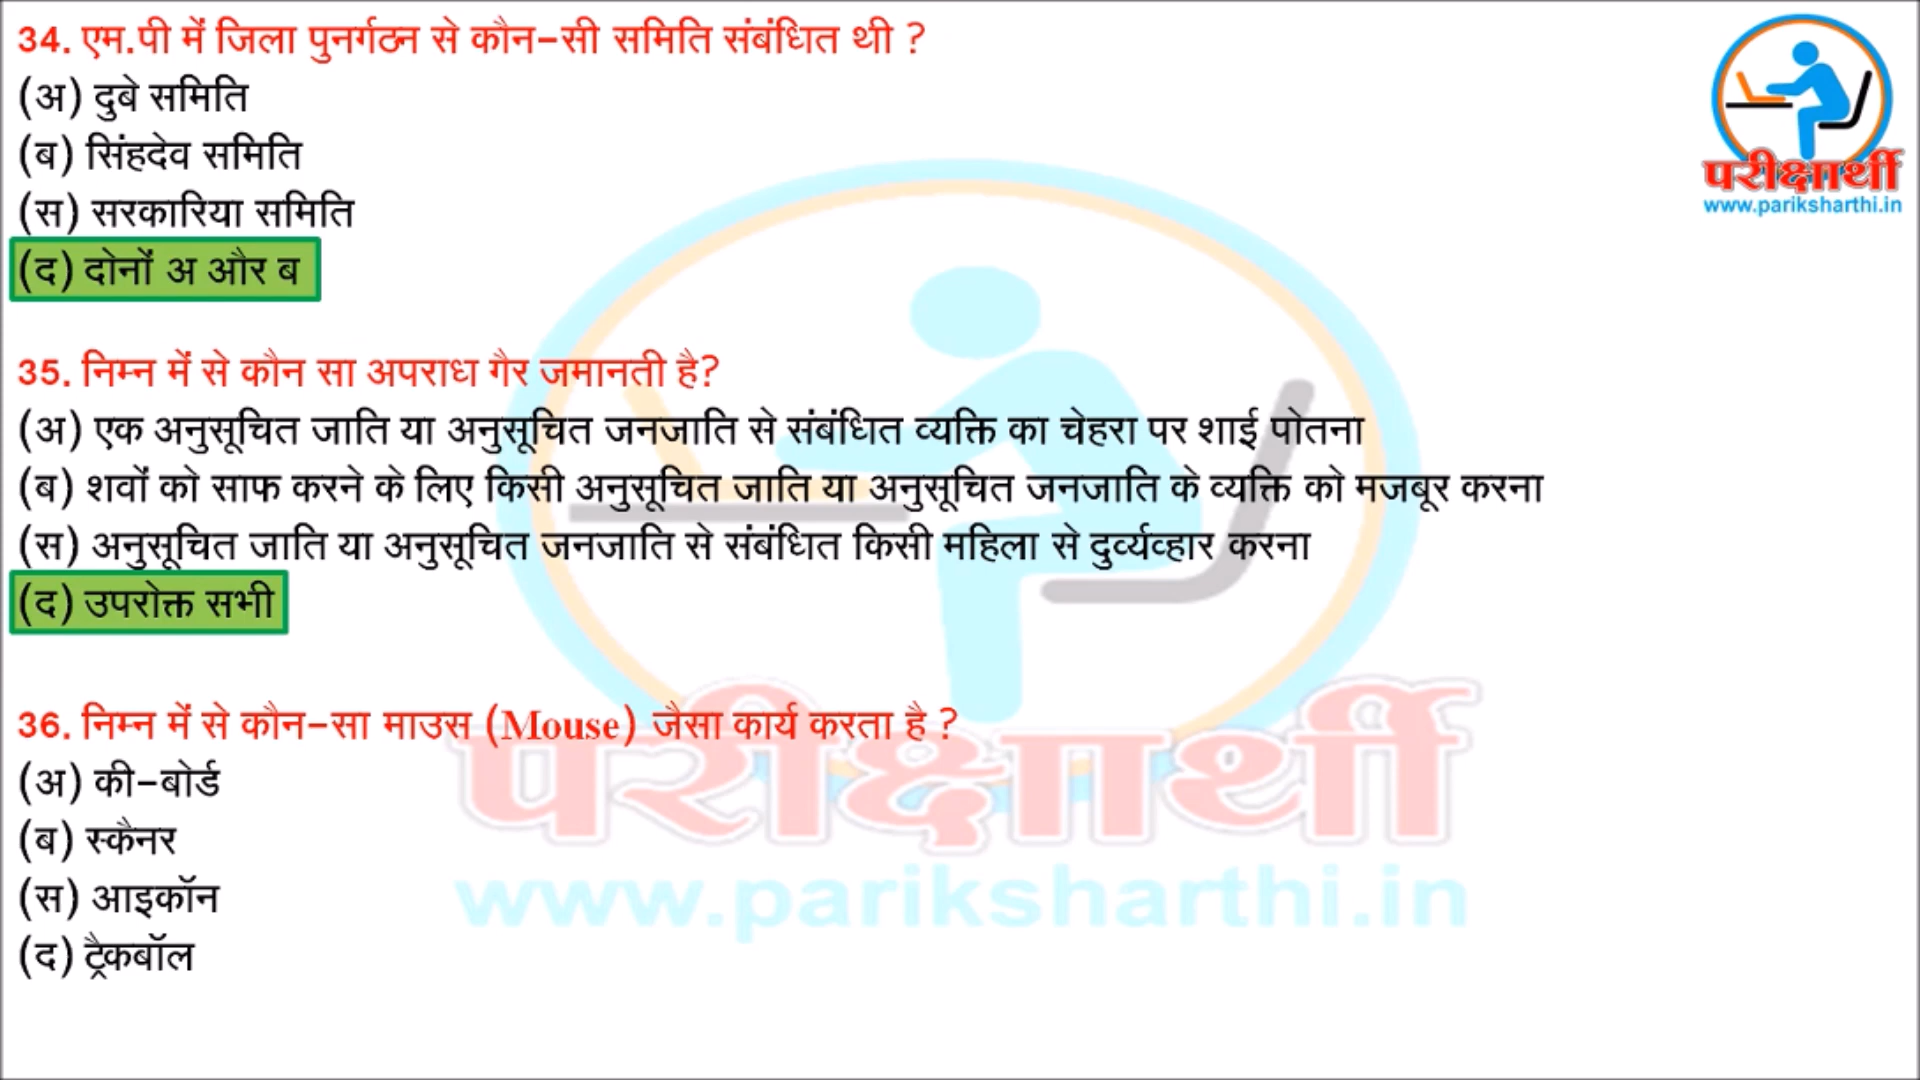 34. एम.पी में जिला पुनर्गठन से कौन-सी समिति संबंधित थी ?
(अ) दुबे समिति
(ब) सिंहदेव समिति
(स) सरकारिया समिति
(द) दोनों अ और ब
35. निम्न में से कौन सा अपराध गैर जमानती है?
(अ) एक अनुसूचित जाति या अनुसूचित जनजाति से संबंधित व्यक्ति का चेहरा पर शाई पोतना
(ब) शवों को साफ करने के लिए किसी अनुसूचित जाति या अनुसूचित जनजाति के व्यक्ति को मजबूर करना
(स) अनुसूचित जाति या अनुसूचित जनजाति से संबंधित किसी महिला से दुर्व्यव्हार करना
(द) उपरोक्त सभी
36. निम्न में से कौन-सा माउस (Mouse) जैसा कार्य करता है ?
(अ) की-बोर्ड
(ब) स्कैनर
(स) आइकॉन
(द) ट्रैकबॉल
परीक्षार्थी
www.pariksharthi.in
परीक्षार्थी
www.pariksharthi.in